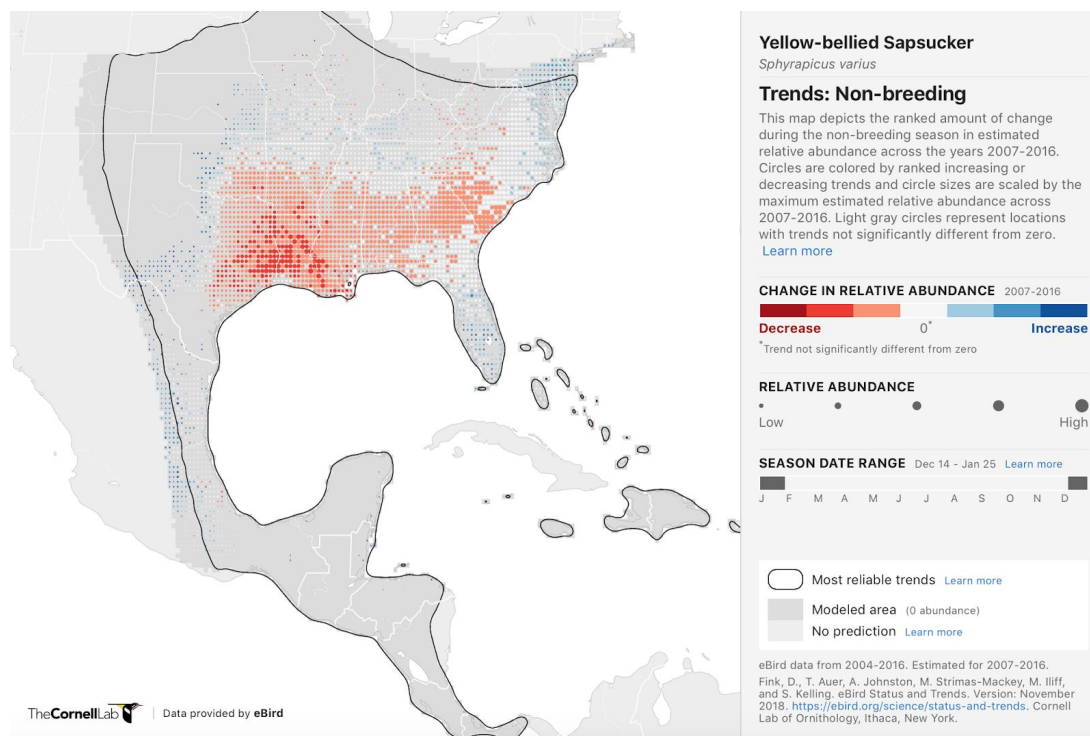 Yellow-bellied Sapsucker
Sphyrapicus varius
Trends: Non-breeding
This map depicts the ranked amount of change
during the non-breeding season in estimated
relative abundance across the years 2007-2016.
Circles are colored by ranked increasing or
decreasing trends and circle sizes are scaled by the
maximum estimated relative abundance across
2007-2016. Light gray circles represent locations
with trends not significantly different from zero.
Learn more
CHANGE IN RELATIVE ABUNDANCE 2007-2016
Decrease 0* Increase
*Trend not significantly different from zero
RELATIVE ABUNDANCE
Low High
SEASON DATE RANGE Dec 14 - Jan 25 Learn more
J F M A M J J A S O N D
Most reliable trends Learn more
Modeled area (0 abundance)
No prediction Learn more
eBird data from 2004-2016. Estimated for 2007-2016.
Fink, D., T. Auer, A. Johnston, M. Strimas-Mackey, M. Iliff,
and S. Kelling. eBird Status and Trends. Version: November
2018. https://ebird.org/science/status-and-trends. Cornell
Lab of Ornithology, Ithaca, New York.
TheCornellLab Data provided by eBird